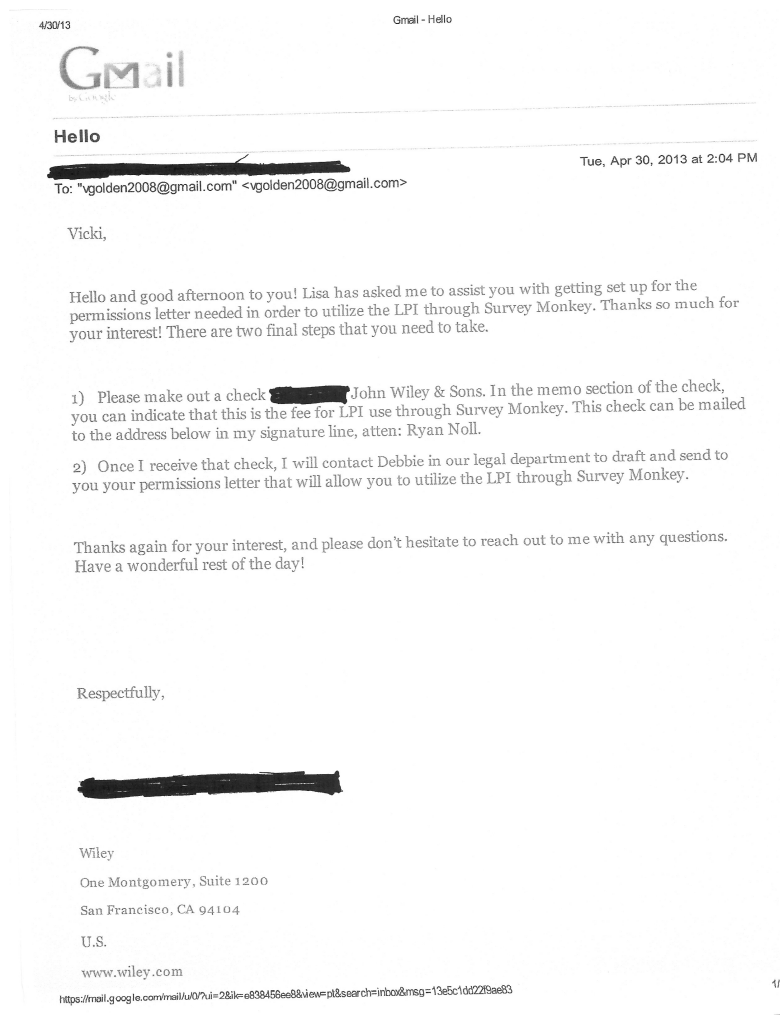 4/30/13
Gmail - Hello
Gmail
by Google
Hello
Tue, Apr 30, 2013 at 2:04 PM
To: "vgolden2008@gmail.com" <vgolden2008@gmail.com>
Vicki,
Hello and good afternoon to you! Lisa has asked me to assist you with getting set up for the
permissions letter needed in order to utilize the LPI through Survey Monkey. Thanks so much for
your interest! There are two final steps that you need to take.
1) Please make out a check John Wiley & Sons. In the memo section of the check,
you can indicate that this is the fee for LPI use through Survey Monkey. This check can be mailed
to the address below in my signature line, atten: Ryan Noll.
2) Once I receive that check, I will contact Debbie in our legal department to draft and send to
you your permissions letter that will allow you to utilize the LPI through Survey Monkey.
Thanks again for your interest, and please don't hesitate to reach out to me with any questions.
Have a wonderful rest of the day!
Respectfully,
Wiley
One Montgomery, Suite 1200
San Francisco, CA 94104
U.S.
www.wiley.com
https://mail.google.com/mail/u/0/?ui=2&ik=e838456ee8&view=pt&search=inbox&msg=13e5c1dd22f9ae83
1/